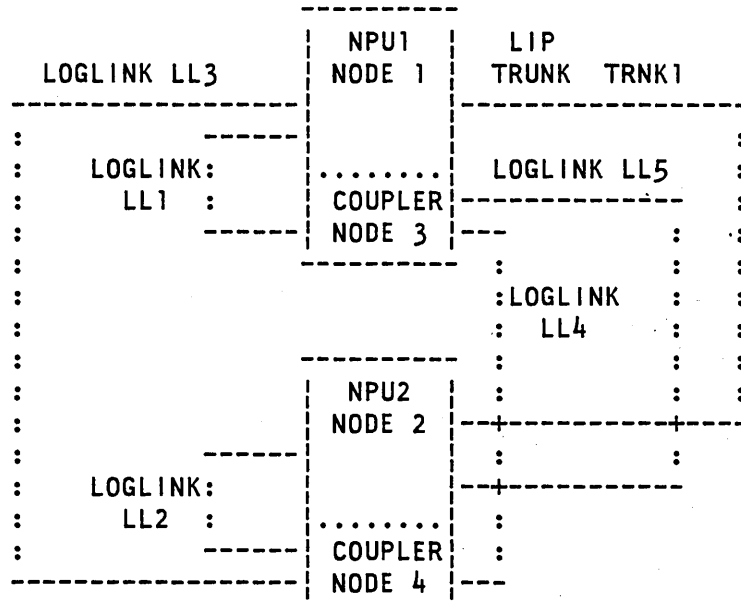 NPU1 LIP
LOGLINK LL3 NODE 1 TRUNK TRNK1
LOGLINK LOGLINK LL5
LL1 COUPLER
NODE 3
LOGLINK
LL4
NPU2
NODE 2
LOGLINK
LL2
COUPLER
NODE 4